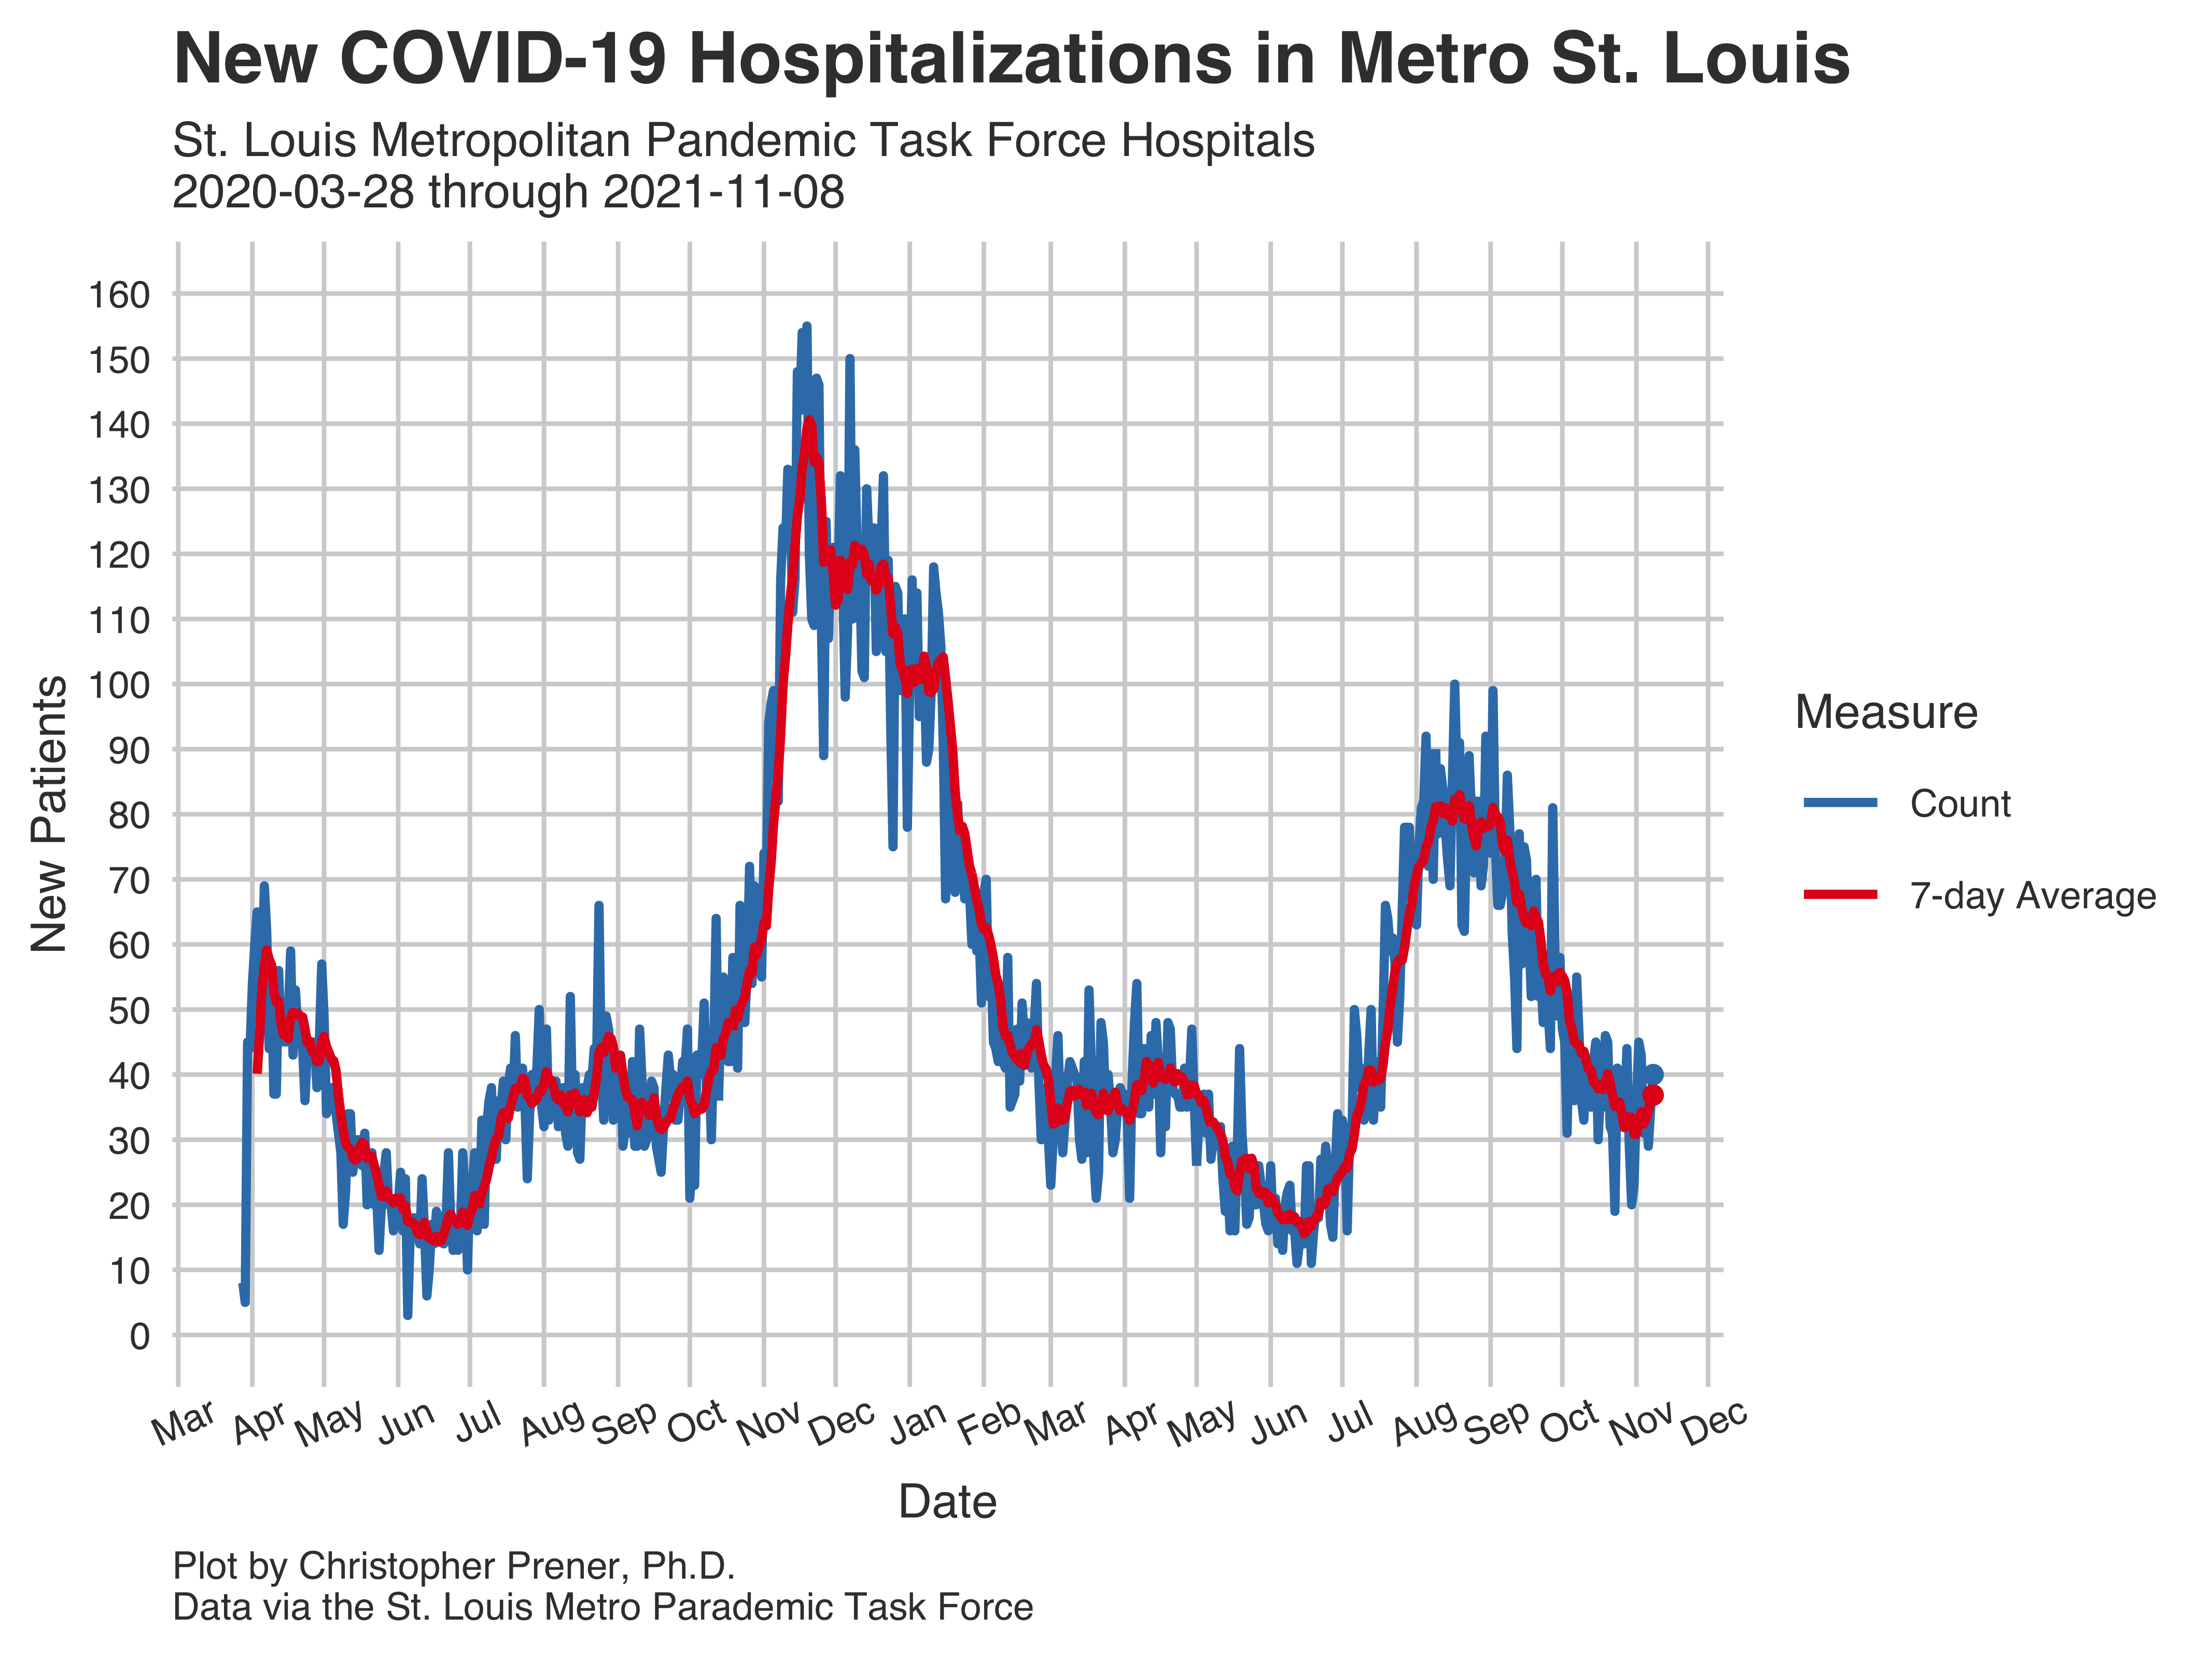 New COVID-19 Hospitalizations in Metro St. Louis
St. Louis Metropolitan Pandemic Task Force Hospitals
2020-03-28 through 2021-11-08
160
150
140
130
120
110
100
90
80
70
60
50
40
30
20
10
0
New Patients
Mar Apr May Jun Jul Aug Sep Oct Nov Dec Jan Feb Mar Apr May Jun Jul Aug Sep Oct Nov Dec
Date
Measure
Count
7-day Average
Plot by Christopher Prener, Ph.D.
Data via the St. Louis Metro Parademic Task Force